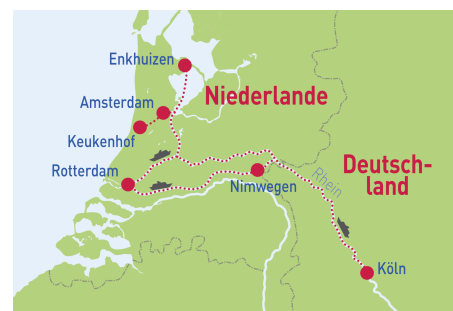 Enkhuizen
Amsterdam
Niederlande
Keukenhof
Rotterdam
Deutsch-
land
Nimwegen
Rhein
Köln